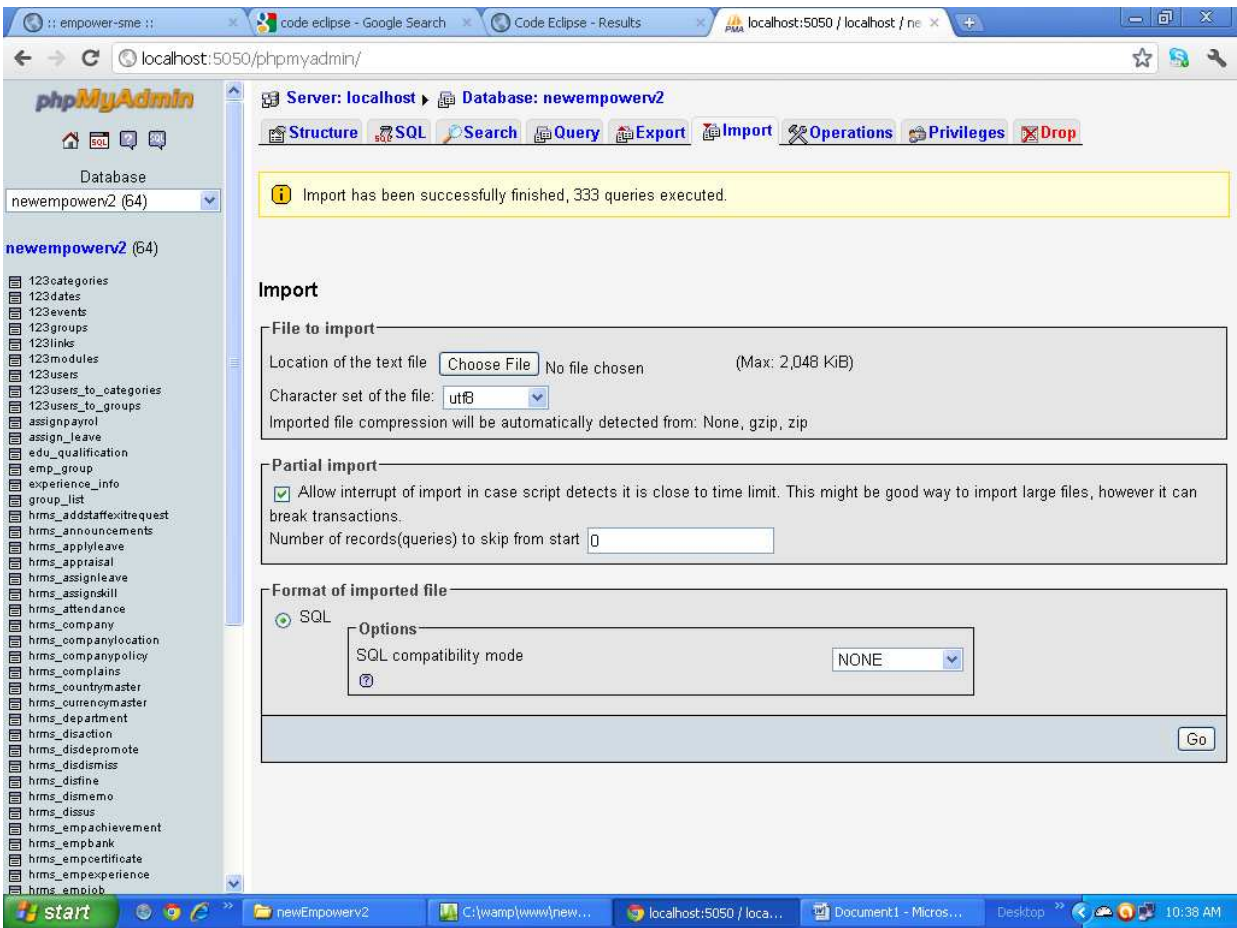 :: empower-sme ::
code eclipse - Google Search
Code Eclipse - Results
localhost:5050 / localhost / ne
localhost:5050/phpmyadmin/
phpMyAdmin
SQL
SQL
Database
newempowerv2 (64)
newempowerv2 (64)
123categories
123dates
123events
123groups
123links
123modules
123users
123users_to_categories
123users_to_groups
assignpayrol
assign_leave
edu_qualification
emp_group
experience_info
group_list
hrms_addstaffexitrequest
hrms_announcements
hrms_applyleave
hrms_appraisal
hrms_assignleave
hrms_assignskill
hrms_attendance
hrms_company
hrms_companylocation
hrms_companypolicy
hrms_complains
hrms_countrymaster
hrms_currencymaster
hrms_department
hrms_disaction
hrms_disdepromote
hrms_disdismiss
hrms_disfine
hrms_dismemo
hrms_dissus
hrms_empachievement
hrms_empbank
hrms_empcertificate
hrms_empexperience
hrms_empjob
Server: localhost
Database: newempowerv2
Structure
SQL
Search
Query
Export
Import
Operations
Privileges
Drop
Import has been successfully finished, 333 queries executed.
Import
File to import
Location of the text file Choose File No file chosen (Max: 2,048 KiB)
Character set of the file: utf8
Imported file compression will be automatically detected from: None, gzip, zip
Partial import
Allow interrupt of import in case script detects it is close to time limit. This might be good way to import large files, however it can
break transactions.
Number of records(queries) to skip from start 0
Format of imported file
SQL
Options
SQL compatibility mode NONE
Go
start
newEmpowerv2
C:\wamp\www\new...
localhost:5050 / loca...
Document1 - Micros...
Desktop
10:38 AM